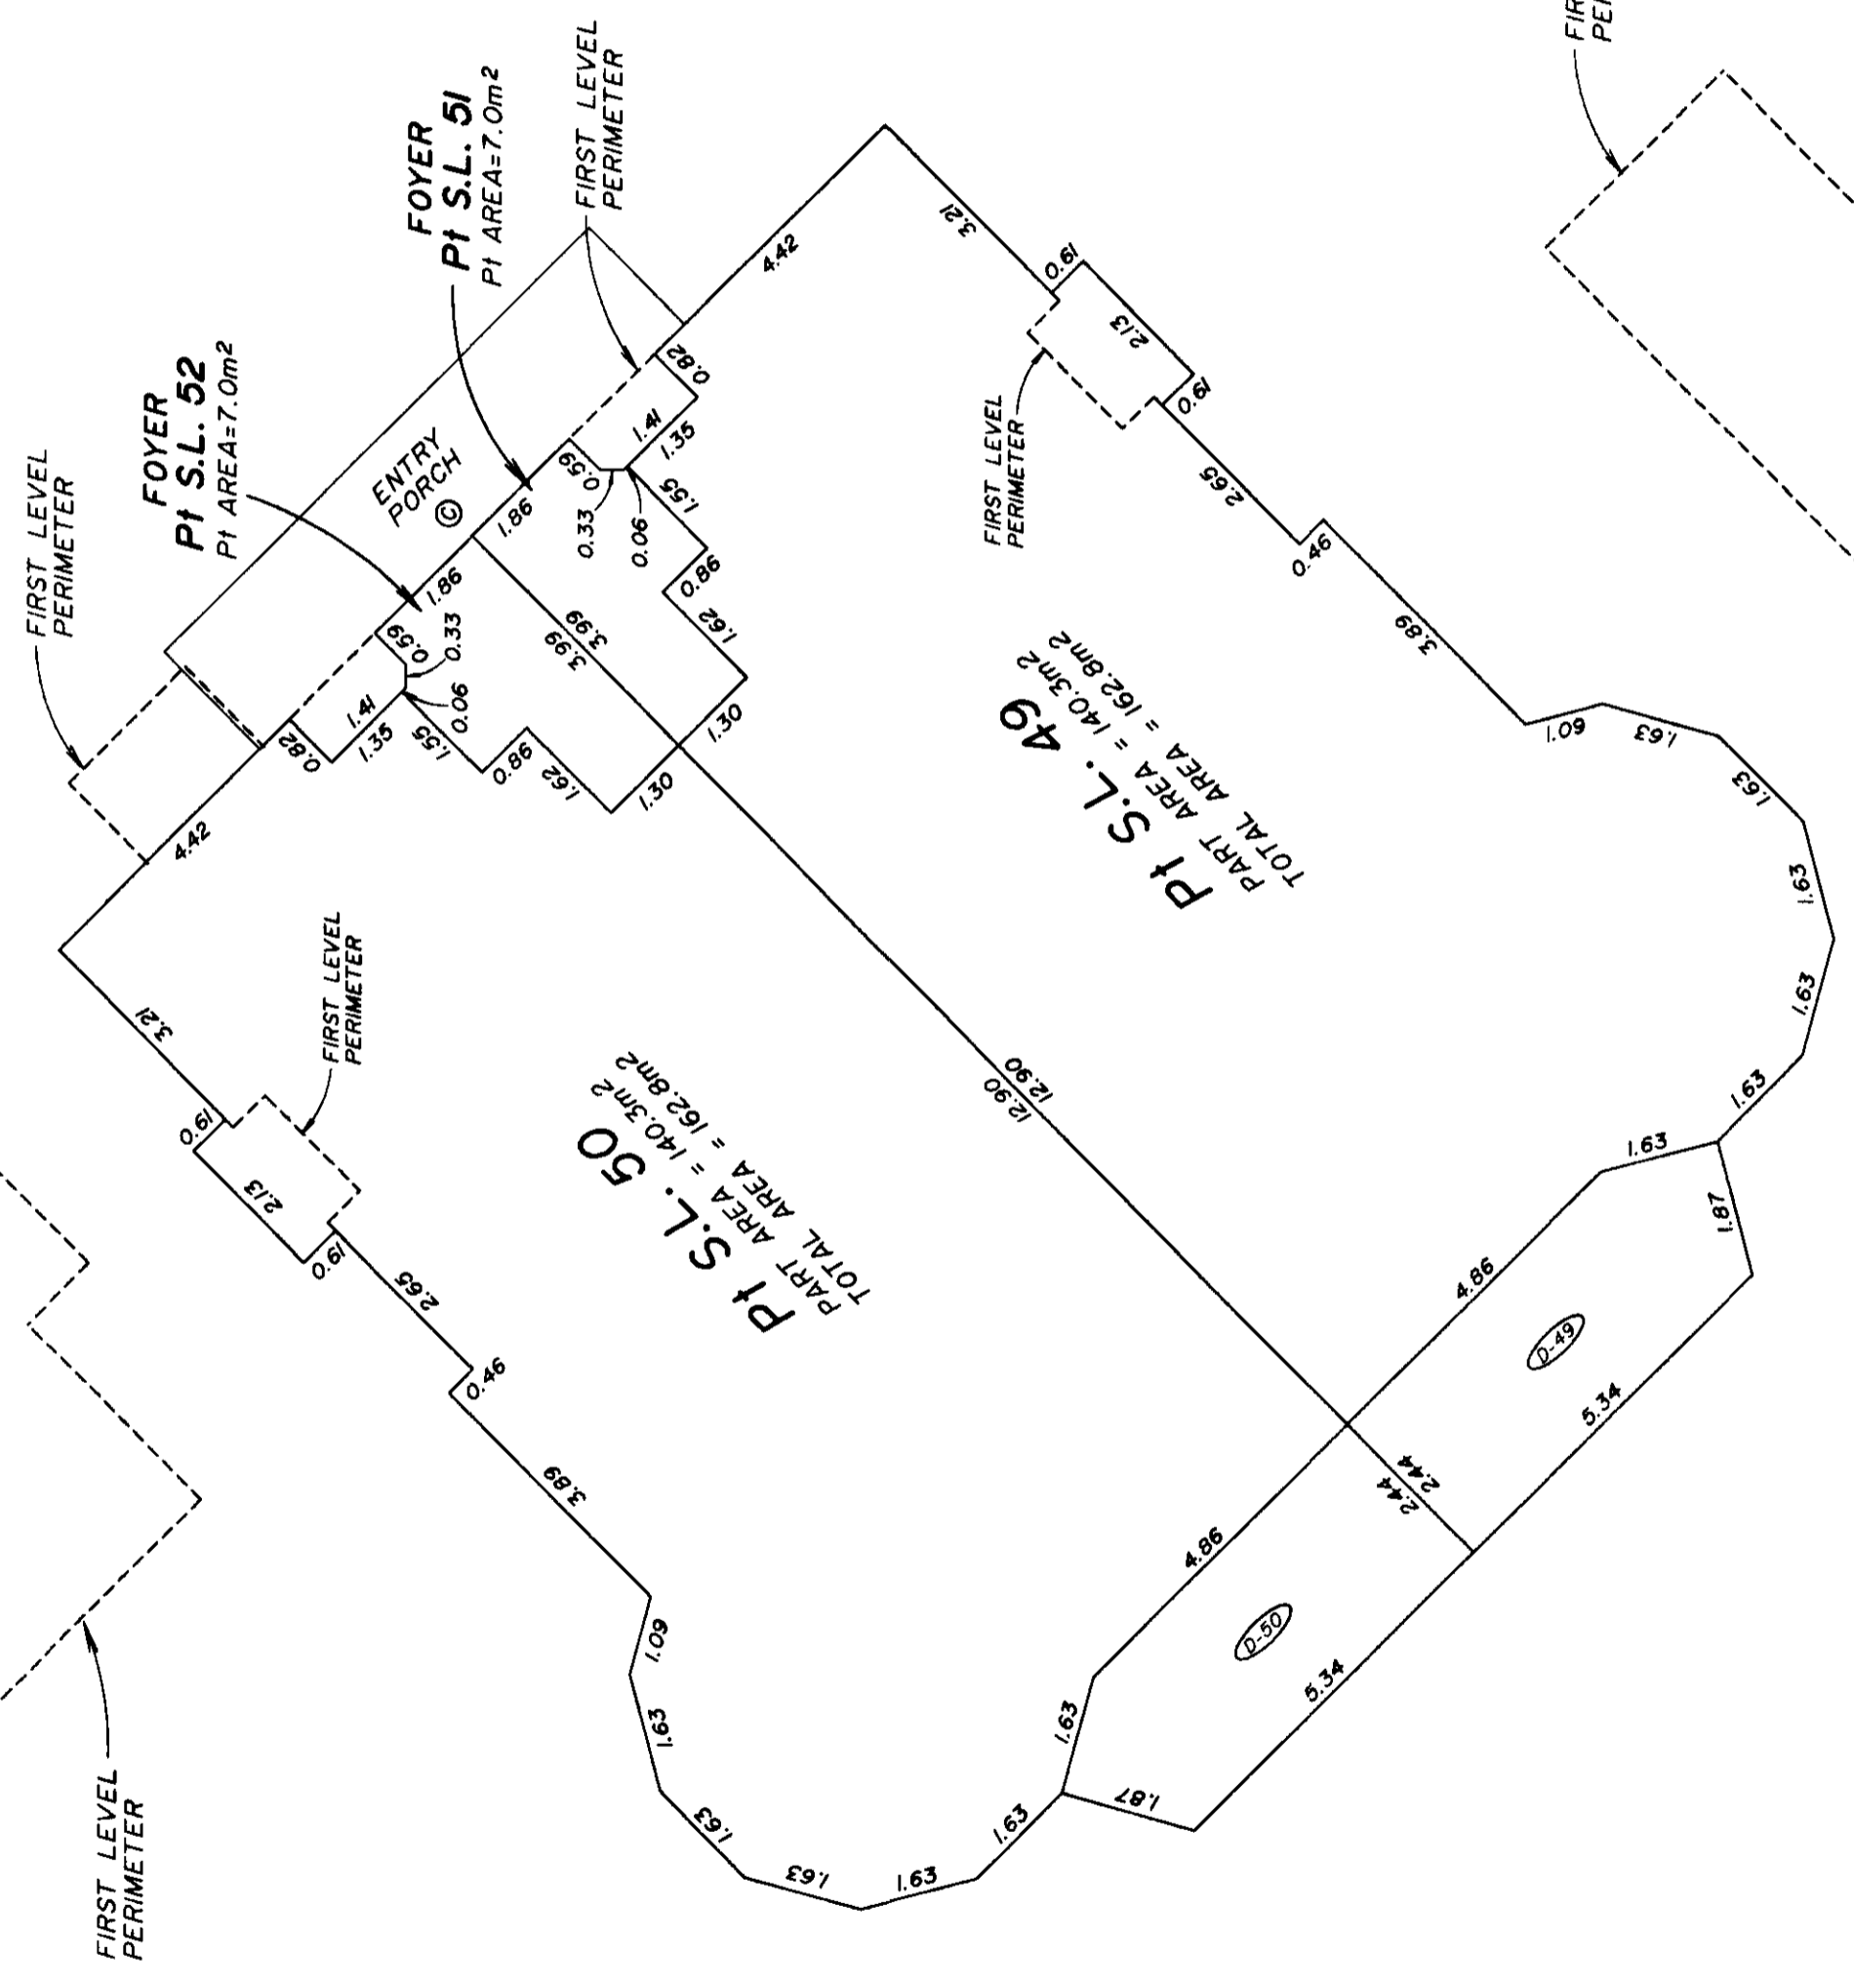 FIRST LEVEL
PERIMETER
FOYER
Pt S.L. 52
Pt AREA=7.0m2
FOYER
Pt S.L. 51
Pt AREA=7.0m2
FIRST LEVEL
PERIMETER
FIR
PER
ENTRY
PORCH
©
4.42
0.82
1.41
1.35
0.59
0.33
0.06
1.86
1.55
0.86
1.62
1.30
3.99
3.99
1.86
0.59
0.33
0.06
1.41
0.82
1.35
1.55
0.86
1.62
1.30
4.42
3.21
0.61
2.13
0.61
FIRST LEVEL
PERIMETER
2.65
0.46
3.89
1.09
1.63
1.63
1.63
1.63
1.63
1.63
1.87
Pt S.L. 49
PART AREA = 140.3m2
TOTAL AREA = 162.8m2
3.21
0.61
2.13
0.61
FIRST LEVEL
PERIMETER
2.65
0.46
3.89
1.09
1.63
1.63
1.63
1.63
1.63
1.63
1.87
Pt S.L. 50
PART AREA = 140.3m2
TOTAL AREA = 162.8m2
12.90
12.90
4.86
4.86
2.44
2.44
D-49
5.34
D-50
5.34
FIRST LEVEL
PERIMETER